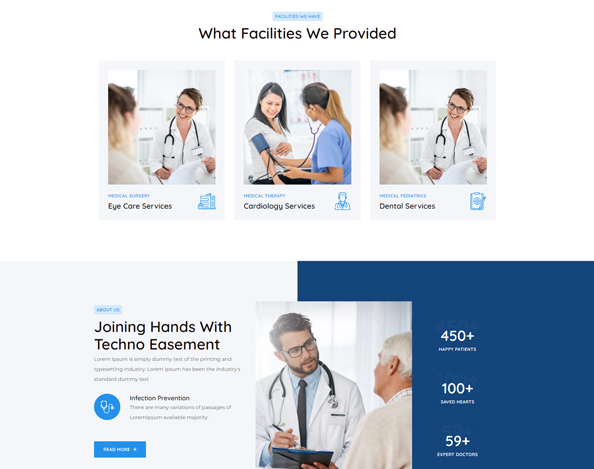 FACILITIES WE HAVE
What Facilities We Provided
MEDICAL SURGERY
Eye Care Services
MEDICAL THERAPY
Cardiology Services
MEDICAL PEDIATRICS
Dental Services
ABOUT US
Joining Hands With
Techno Easement
Lorem Ipsum is simply dummy text of the printing and
typesetting industry. Lorem Ipsum has been the industry's
standard dummy text
Infection Prevention
There are many variations of passages of
LoremIpsum available majority.
READ MORE +
450+
HAPPY PATIENTS
100+
SAVED HEARTS
59+
EXPERT DOCTORS